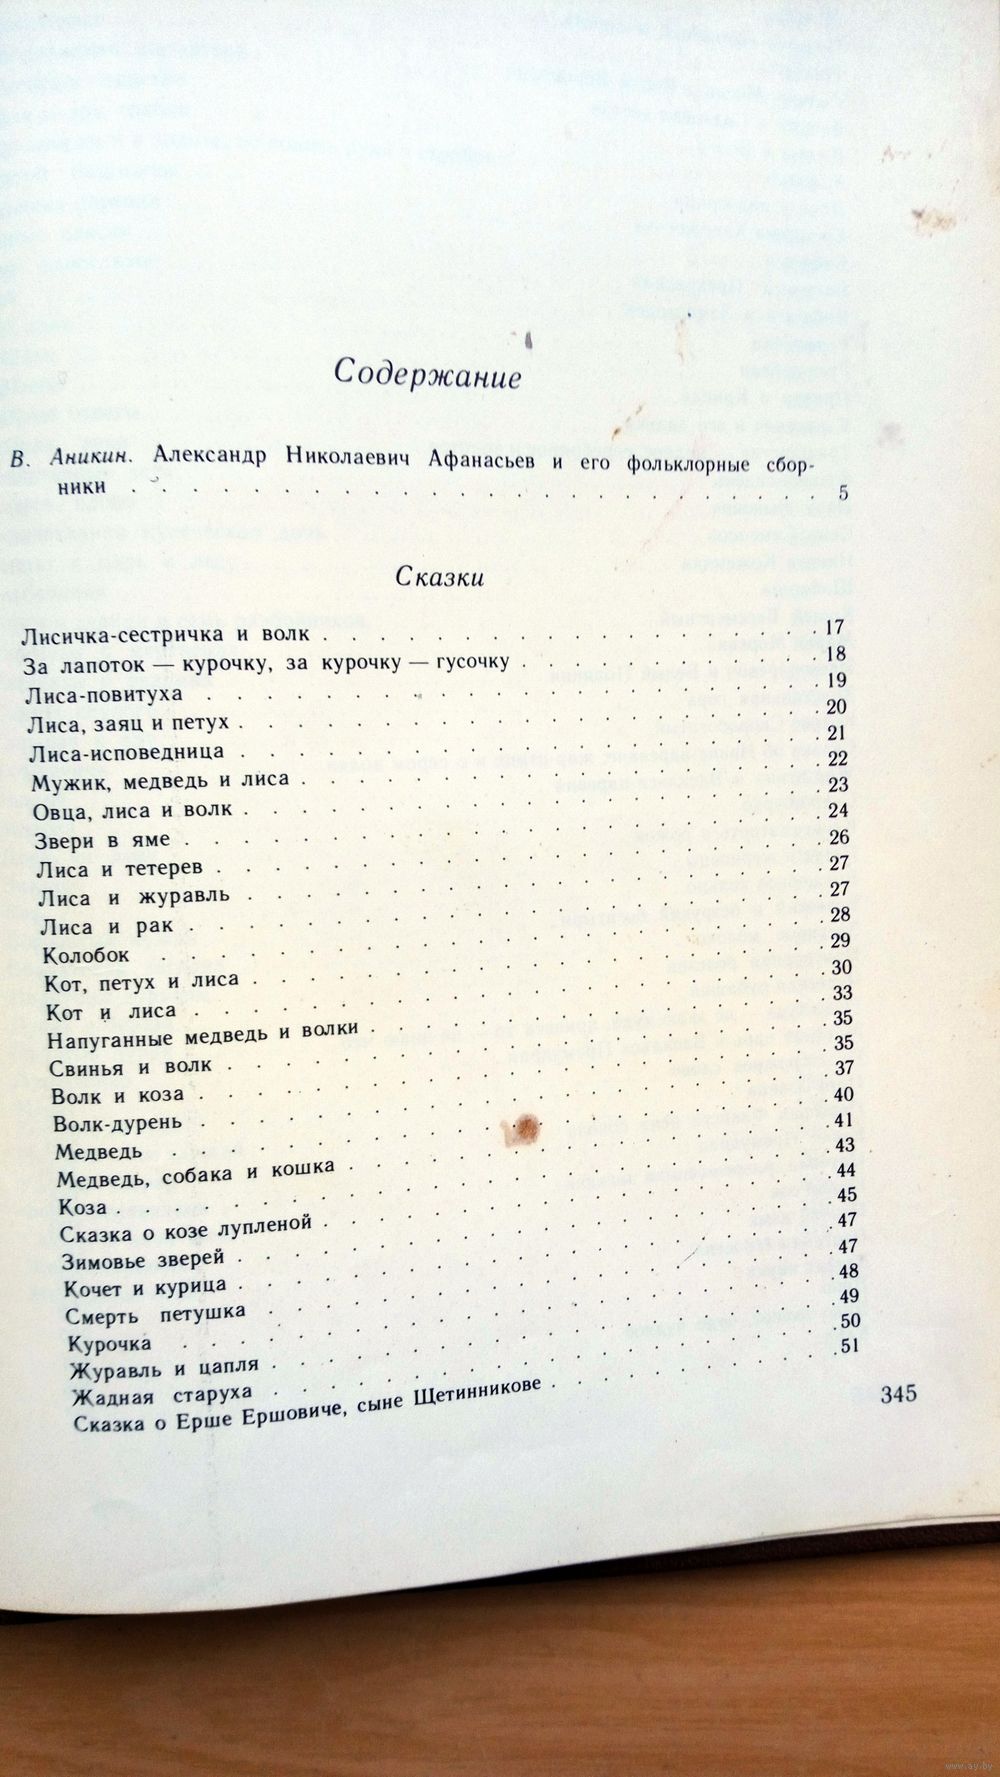 Содержание
В. Аникин. Александр Николаевич Афанасьев и его фольклорные сбор-
ники . . . . . . . . . . . . . . . . . . . . . . . . 5
Сказки
Лисичка-сестричка и волк . . . . . . . . . . . . . . . . . . 17
За лапоток — курочку, за курочку — гусочку . . . . . . . . . . . 18
Лиса-повитуха . . . . . . . . . . . . . . . . . . . . . . 19
Лиса, заяц и петух . . . . . . . . . . . . . . . . . . . . 20
Лиса-исповедница . . . . . . . . . . . . . . . . . . . . 21
Мужик, медведь и лиса . . . . . . . . . . . . . . . . . . 22
Овца, лиса и волк . . . . . . . . . . . . . . . . . . . . 23
Звери в яме . . . . . . . . . . . . . . . . . . . . . . 24
Лиса и тетерев . . . . . . . . . . . . . . . . . . . . . 26
Лиса и журавль . . . . . . . . . . . . . . . . . . . . 27
Лиса и рак . . . . . . . . . . . . . . . . . . . . . . 27
Колобок . . . . . . . . . . . . . . . . . . . . . . . 28
Кот, петух и лиса . . . . . . . . . . . . . . . . . . . . 29
Кот и лиса . . . . . . . . . . . . . . . . . . . . . . 30
Напуганные медведь и волки . . . . . . . . . . . . . . . . 33
Свинья и волк . . . . . . . . . . . . . . . . . . . . . 35
Волк и коза . . . . . . . . . . . . . . . . . . . . . . 35
Волк-дурень . . . . . . . . . . . . . . . . . . . . . . 37
Медведь . . . . . . . . . . . . . . . . . . . . . . . 40
Медведь, собака и кошка . . . . . . . . . . . . . . . . . 41
Коза . . . . . . . . . . . . . . . . . . . . . . . . . 43
Сказка о козе лупленой . . . . . . . . . . . . . . . . . . 44
Зимовье зверей . . . . . . . . . . . . . . . . . . . . . 45
Кочет и курица . . . . . . . . . . . . . . . . . . . . . 47
Смерть петушка . . . . . . . . . . . . . . . . . . . . 47
Курочка . . . . . . . . . . . . . . . . . . . . . . . 48
Журавль и цапля . . . . . . . . . . . . . . . . . . . . 49
Жадная старуха . . . . . . . . . . . . . . . . . . . . 50
Сказка о Ерше Ершовиче, сыне Щетинникове . . . . . . . . . . 51
345
www.ay.by